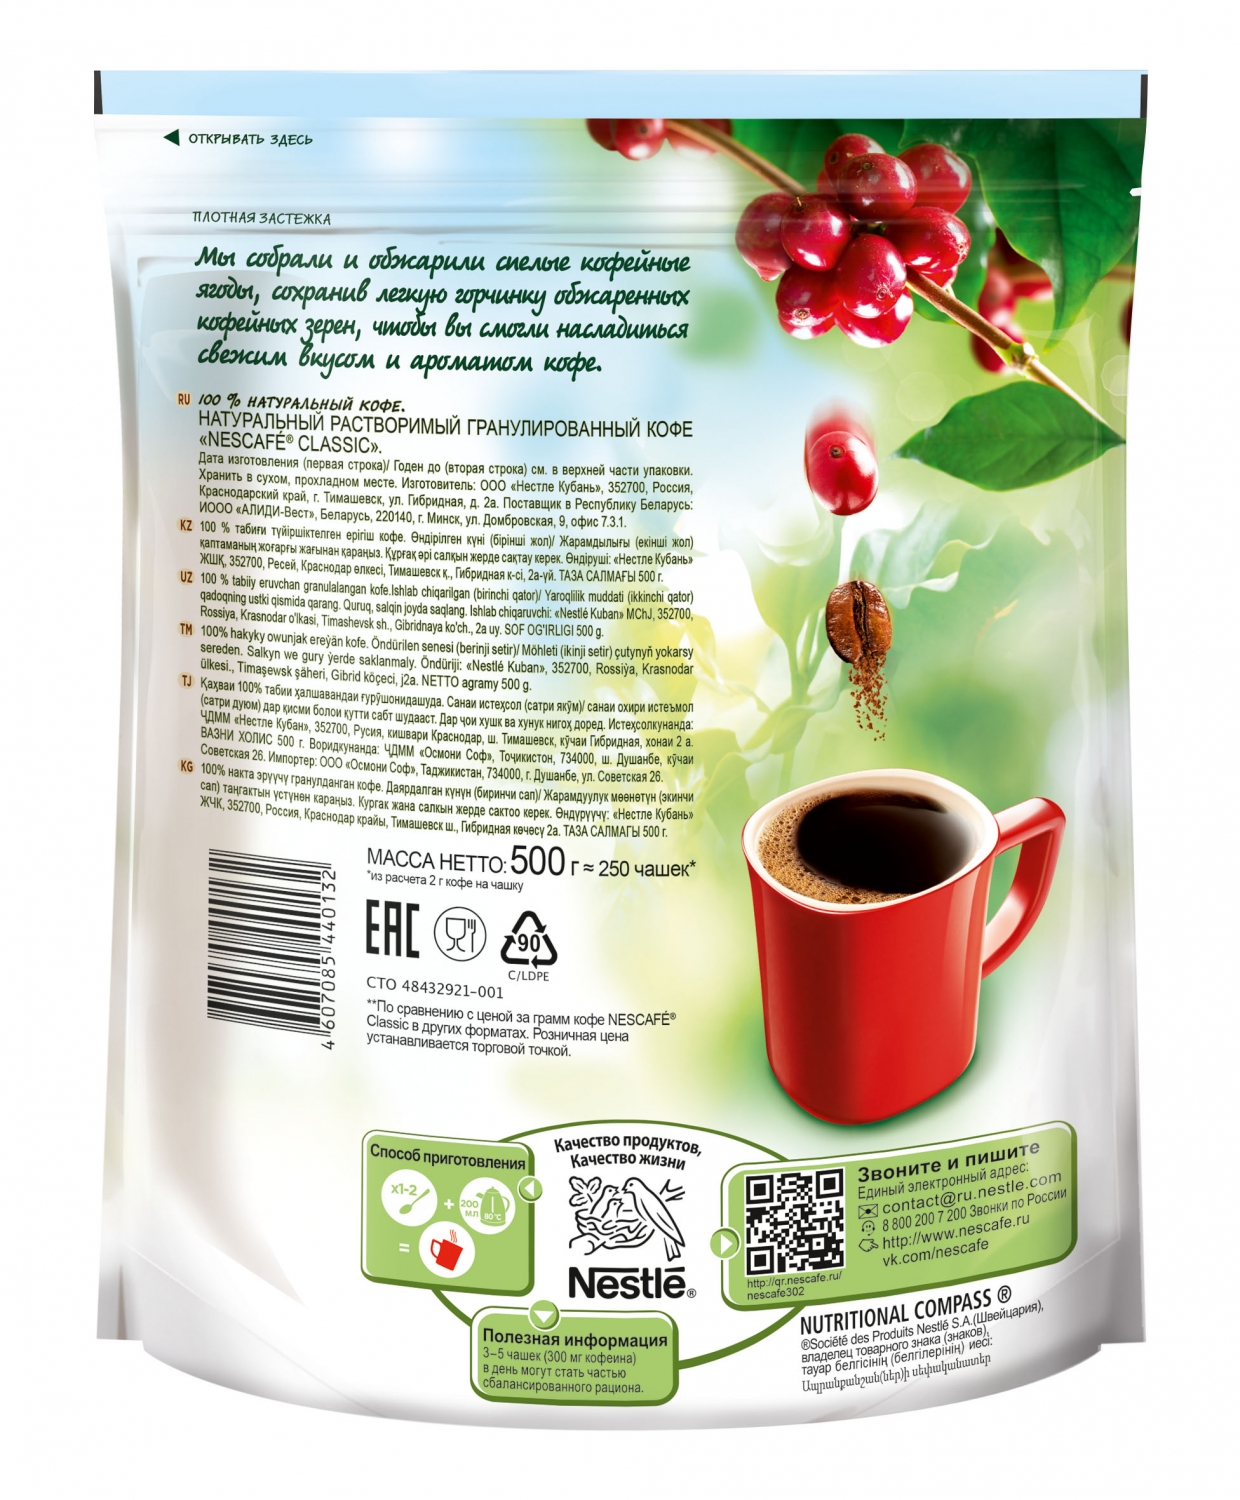 ОТКРЫВАТЬ ЗДЕСЬ
ПЛОТНАЯ ЗАСТЕЖКА
Мы собрали и обжарили спелые кофейные
ягоды, сохранив легкую горчинку обжаренных
кофейных зерен, чтобы вы смогли насладиться
свежим вкусом и ароматом кофе.
RU 100 % НАТУРАЛЬНЫЙ КОФЕ.
НАТУРАЛЬНЫЙ РАСТВОРИМЫЙ ГРАНУЛИРОВАННЫЙ КОФЕ
«NESCAFÉ® CLASSIC».
Дата изготовления (первая строка)/ Годен до (вторая строка) см. в верхней части упаковки.
Хранить в сухом, прохладном месте. Изготовитель: ООО «Нестле Кубань», 352700, Россия,
Краснодарский край, г. Тимашевск, ул. Гибридная, д. 2а. Поставщик в Республику Беларусь:
ИООО «АЛИДИ-Вест», Беларусь, 220140, г. Минск, ул. Домбровская, 9, офис 7.3.1.
KZ 100 % табиғи түйіршіктелген ерігіш кофе. Өндірілген күні (бірінші жол)/ Жарамдылығы (екінші жол)
қаптаманың жоғарғы жағынан қараңыз. Құрғақ әрі салқын жерде сақтау керек. Өндіруші: «Нестле Кубань»
ЖШҚ, 352700, Ресей, Краснодар өлкесі, Тимашевск қ., Гибридная к-сі, 2а-үй. ТАЗА САЛМАҒЫ 500 г.
UZ 100 % tabiiy eruvchan granulalangan kofe.Ishlab chiqarilgan (birinchi qator)/ Yaroqlilik muddati (ikkinchi qator)
qadoqning ustki qismida qarang. Quruq, salqin joyda saqlang. Ishlab chiqaruvchi: «Nestlé Kuban» MChJ, 352700,
Rossiya, Krasnodar o'lkasi, Timashevsk sh., Gibridnaya ko'ch., 2a uy. SOF OG'IRLIGI 500 g.
TM 100% hakyky owunjak ereýän kofe. Öndürilen senesi (berinji setir)/ Möhleti (ikinji setir) çutynyň yokarsy
sereden. Salkyn we gury ýerde saklanmaly. Öndüriji: «Nestlé Kuban», 352700, Rossiýa, Krasnodar
ülkesi., Timaşewsk şäheri, Gibrid köçeci, j2a. NETTO agramy 500 g.
TJ Қаҳваи 100% табии ҳалшавандаи ғурӯшонидашуда. Санаи истеҳсол (сатри якӯм)/ санаи охири истеъмол
(сатри дуюм) дар қисми болои қутти сабт шудааст. Дар ҷои хушк ва хунук нигоҳ доред. Истеҳсолкунанда:
ҶДММ «Нестле Кубан», 352700, Русия, кишвари Краснодар, ш. Тимашевск, кӯчаи Гибридная, хонаи 2 а.
ВАЗНИ ХОЛИС 500 г. Воридкунанда: ҶДММ «Осмони Соф», Тоҷикистон, 734000, ш. Душанбе, кӯчаи
Советская 26. Импортер: ООО «Осмони Соф», Таджикистан, 734000, г. Душанбе, ул. Советская 26.
KG 100% накта эрүүчү гранулданган кофе. Даярдалган күнүн (биринчи сап)/ Жарамдуулук мөөнөтүн (экинчи
сап) таңгактын үстүнөн караңыз. Кургак жана салкын жерде сактоо керек. Өндүрүүчү: «Нестле Кубань»
ЖЧК, 352700, Россия, Краснодар крайы, Тимашевск ш., Гибридная көчөсү 2а. ТАЗА САЛМАГЫ 500 г.
МАССА НЕТТО: 500 г ≈ 250 чашек*
*из расчета 2 г кофе на чашку
4 607085 440132
EAC
90
C/LDPE
СТО 48432921-001
**По сравнению с ценой за грамм кофе NESCAFÉ®
Classic в других форматах. Розничная цена
устанавливается торговой точкой.
Способ приготовления
x1-2
+
200
мл
80°C
=
Качество продуктов,
Качество жизни
Nestlé®
Полезная информация
3–5 чашек (300 мг кофеина)
в день могут стать частью
сбалансированного рациона.
Звоните и пишите
Единый электронный адрес:
contact@ru.nestle.com
8 800 200 7 200 Звонки по России
http://www.nescafe.ru
vk.com/nescafe
http://qr.nescafe.ru/
nescafe302
NUTRITIONAL COMPASS ®
®Société des Produits Nestlé S.A.(Швейцария),
владелец товарного знака (знаков),
тауар белгісінің (белгілерінің) иесі:
Ապրանքանշան(ներ)ի սեփականատեր